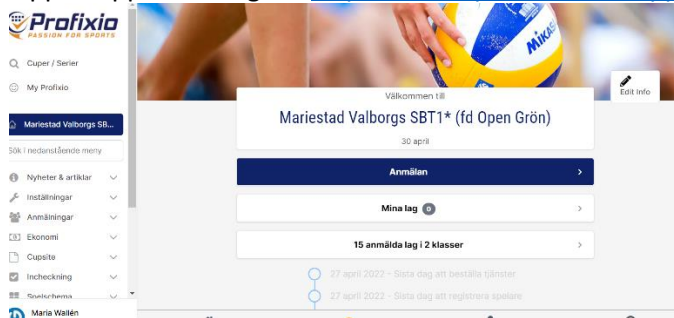 Profixio
PASSION FOR SPORTS
Cuper / Serier
My Profixio
Mariestad Valborgs SB...
Sök i nedanstående meny
Nyheter & artiklar
Inställningar
Anmälningar
Ekonomi
Cupsite
Incheckning
Spelschema
Maria Wallén
MIKASA
Edit Info
Välkommen till
Mariestad Valborgs SBT1* (fd Open Grön)
30 april
Anmälan
Mina lag 0
15 anmälda lag i 2 klasser
27 april 2022 - Sista dag att beställa tjänster
27 april 2022 - Sista dag att registrera spelare